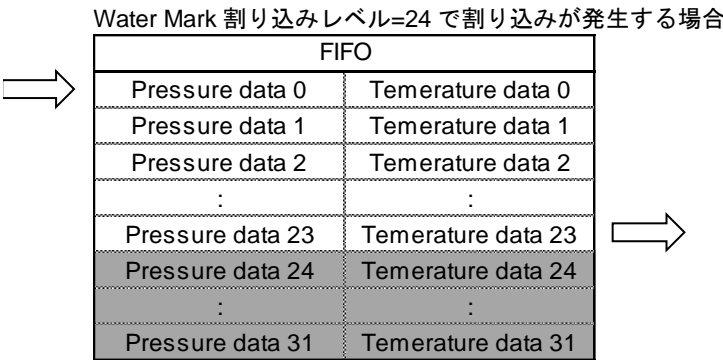 Water Mark 割り込みレベル=24 で割り込みが発生する場合
FIFO
Pressure data 0 Temerature data 0
Pressure data 1 Temerature data 1
Pressure data 2 Temerature data 2
: :
Pressure data 23 Temerature data 23
Pressure data 24 Temerature data 24
: :
Pressure data 31 Temerature data 31